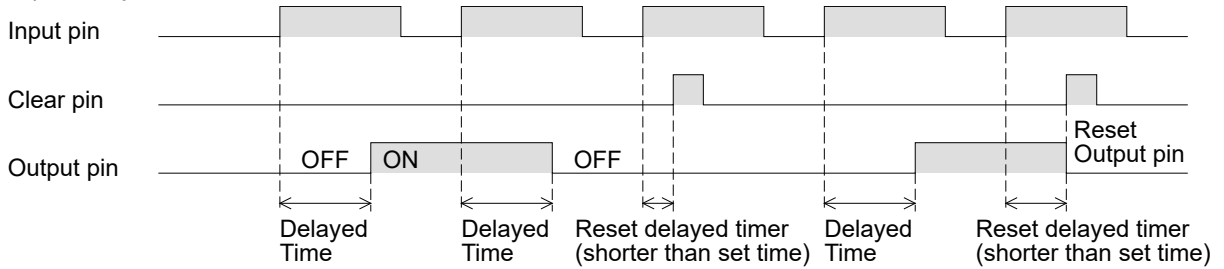 Input pin
Clear pin
Reset
Output pin
Output pin
OFF ON OFF
Delayed
Time
Delayed
Time
Reset delayed timer
(shorter than set time)
Delayed
Time
Reset delayed timer
(shorter than set time)